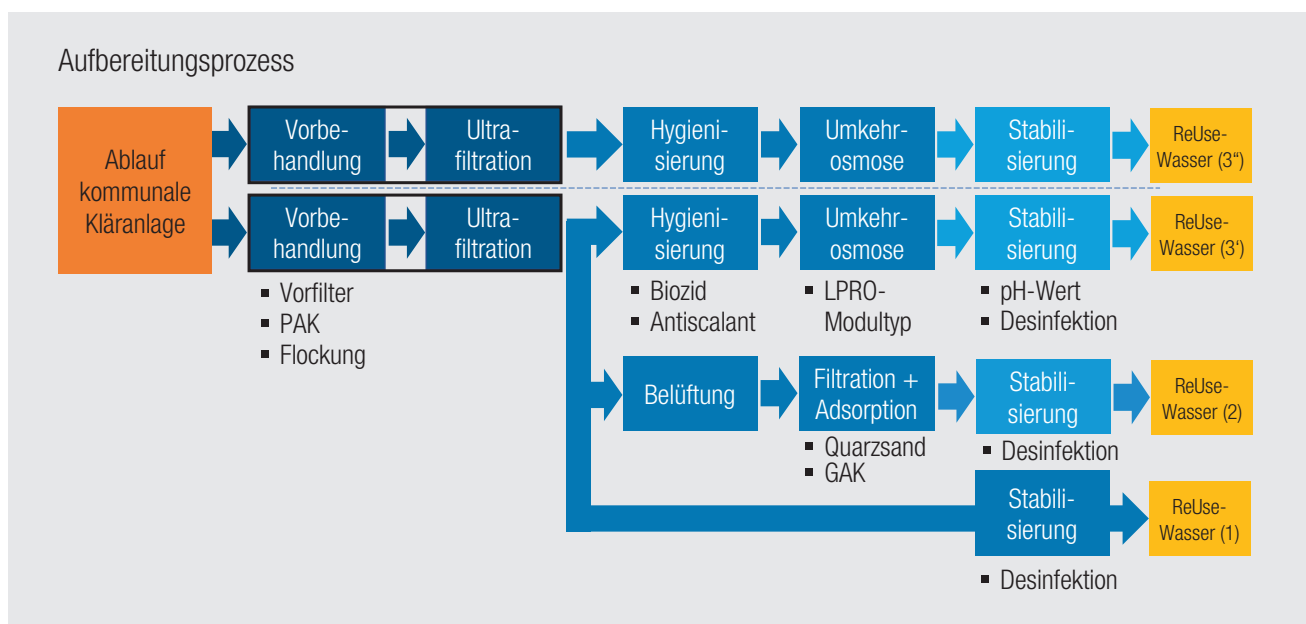 Aufbereitungsprozess
Ablauf
kommunale
Kläranlage
Vorbe-
handlung
Ultra-
filtration
Hygieni-
sierung
Umkehr-
osmose
Stabili-
sierung
ReUse-
Wasser (3“)
Vorbe-
handlung
Ultra-
filtration
Hygieni-
sierung
Umkehr-
osmose
Stabili-
sierung
ReUse-
Wasser (3‘)
▪ Vorfilter
▪ PAK
▪ Flockung
▪ Biozid
▪ Antiscalant
▪ LPRO-
Modultyp
▪ pH-Wert
▪ Desinfektion
Belüftung
Filtration +
Adsorption
Stabili-
sierung
ReUse-
Wasser (2)
▪ Quarzsand
▪ GAK
▪ Desinfektion
Stabili-
sierung
ReUse-
Wasser (1)
▪ Desinfektion